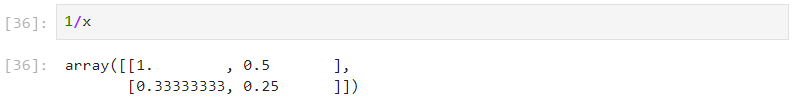 [36]: 1/x
[36]: array([[1.        , 0.5       ],
       [0.33333333, 0.25      ]])